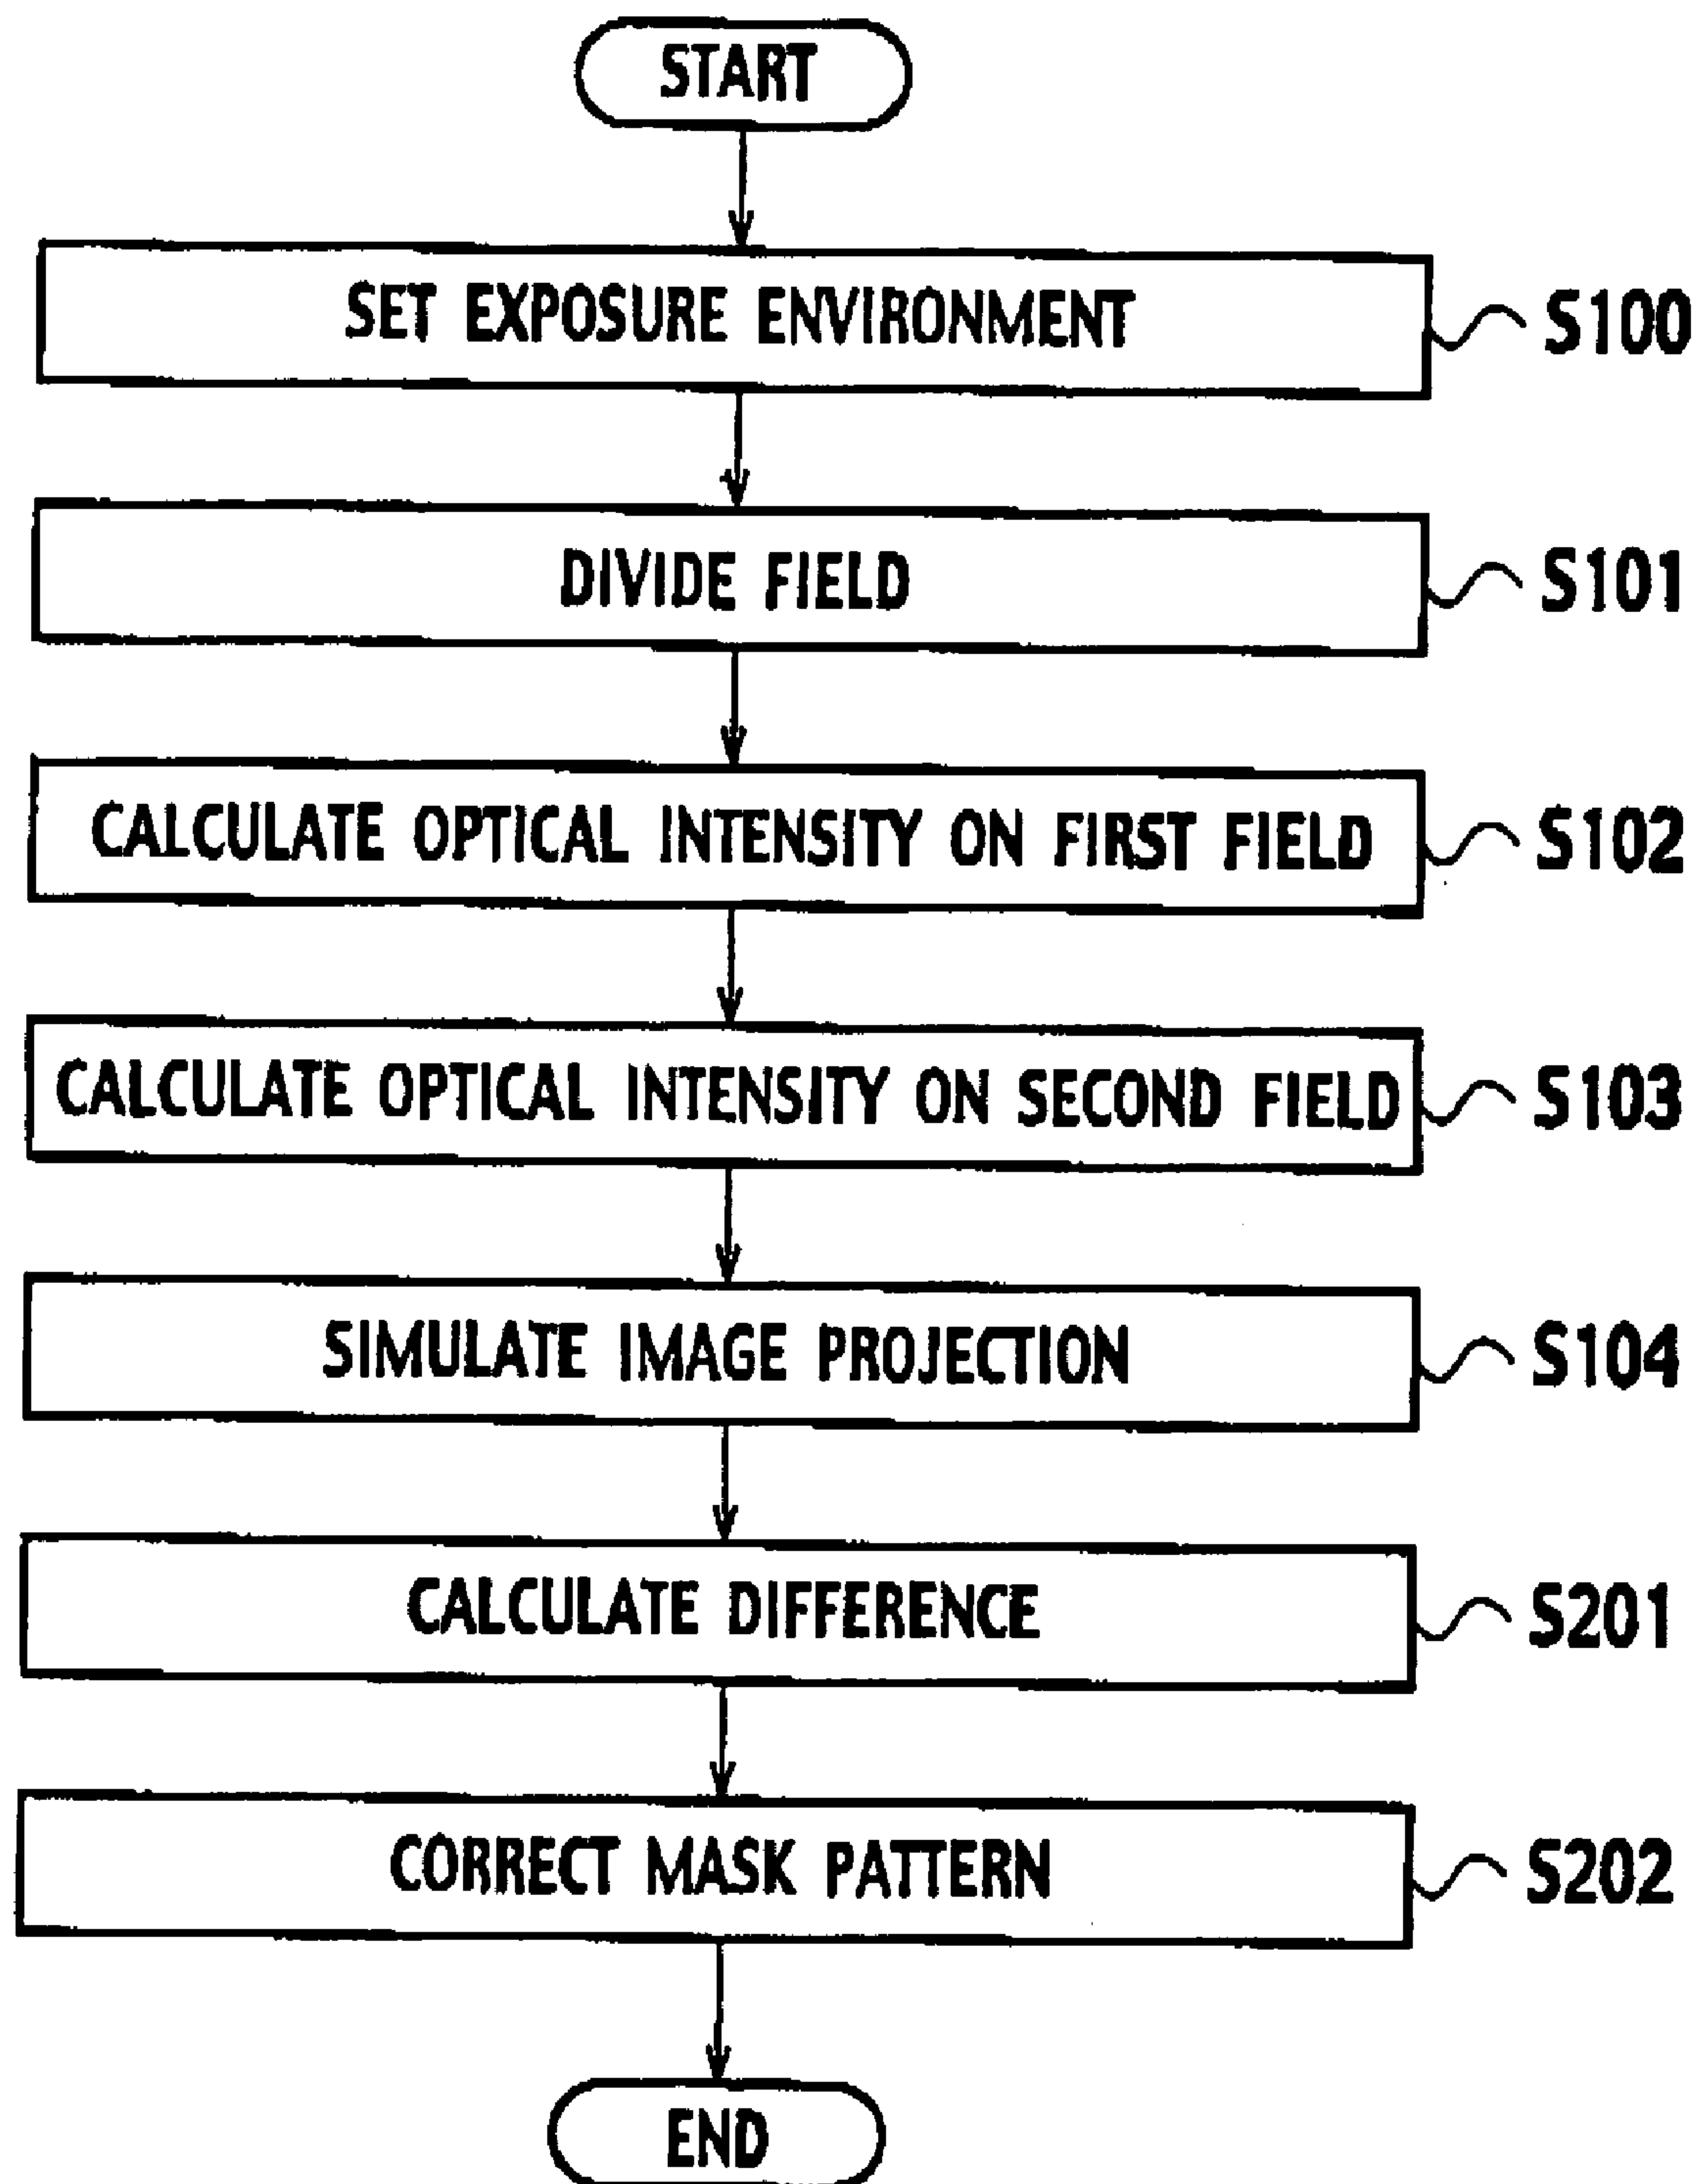 START
SET EXPOSURE ENVIRONMENT S100
DIVIDE FIELD S101
CALCULATE OPTICAL INTENSITY ON FIRST FIELD S102
CALCULATE OPTICAL INTENSITY ON SECOND FIELD S103
SIMULATE IMAGE PROJECTION S104
CALCULATE DIFFERENCE S201
CORRECT MASK PATTERN S202
END